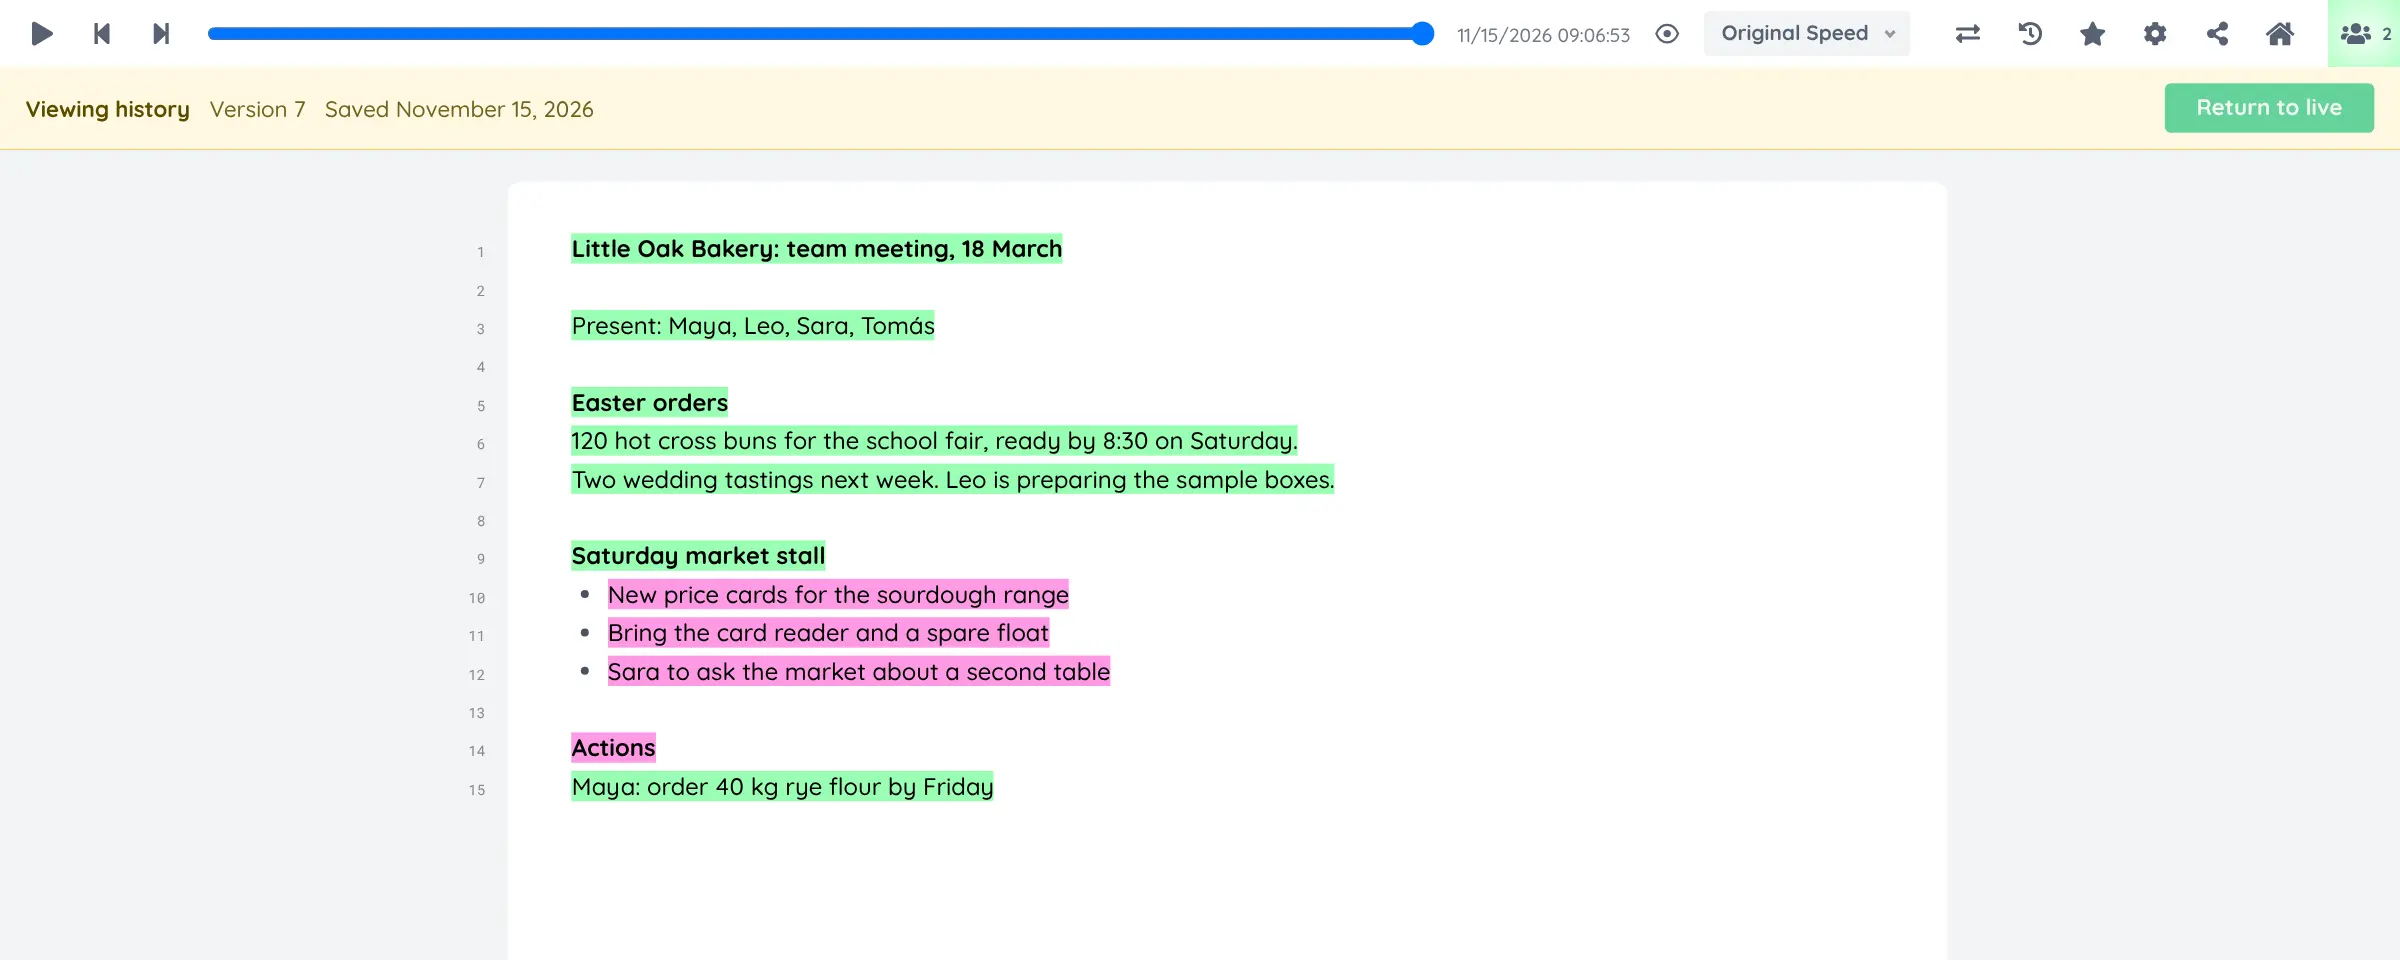 11/15/2026 09:06:53 Original Speed 2
Viewing history Version 7 Saved November 15, 2026 Return to live
1 Little Oak Bakery: team meeting, 18 March
2
3 Present: Maya, Leo, Sara, Tomás
4
5 Easter orders
6 120 hot cross buns for the school fair, ready by 8:30 on Saturday.
7 Two wedding tastings next week. Leo is preparing the sample boxes.
8
9 Saturday market stall
10 • New price cards for the sourdough range
11 • Bring the card reader and a spare float
12 • Sara to ask the market about a second table
13
14 Actions
15 Maya: order 40 kg rye flour by Friday